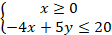 x ≥ 0
−4x + 5y ≤ 20